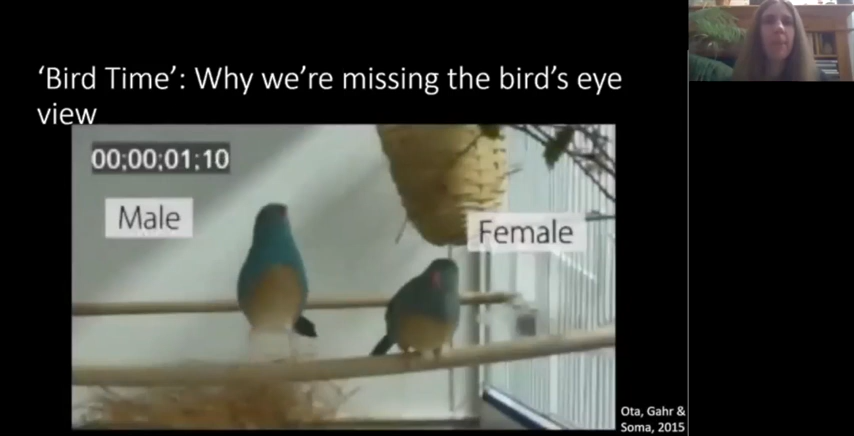 ‘Bird Time’: Why we’re missing the bird’s eye
view
00;00;01;10
Male
Female
Ota, Gahr &
Soma, 2015